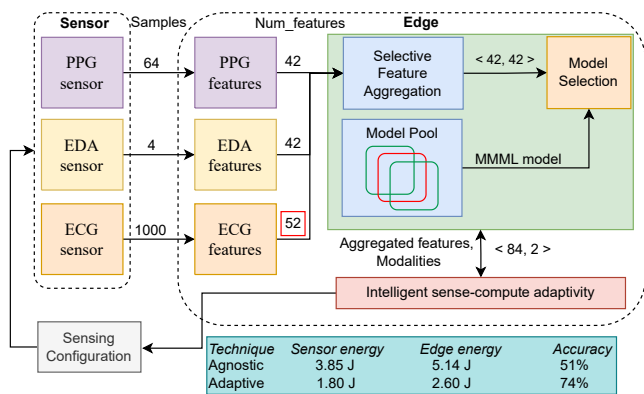 Sensor Samples Num_features Edge
PPG
sensor
64
PPG
features
42
Selective
Feature
Aggregation
< 42, 42 >
Model
Selection
EDA
sensor
4
EDA
features
42
Model Pool
MMML model
ECG
sensor
1000
ECG
features
52
Aggregated features,
Modalities
< 84, 2 >
Intelligent sense-compute adaptivity
Sensing
Configuration
Technique Sensor energy Edge energy Accuracy
Agnostic 3.85 J 5.14 J 51%
Adaptive 1.80 J 2.60 J 74%